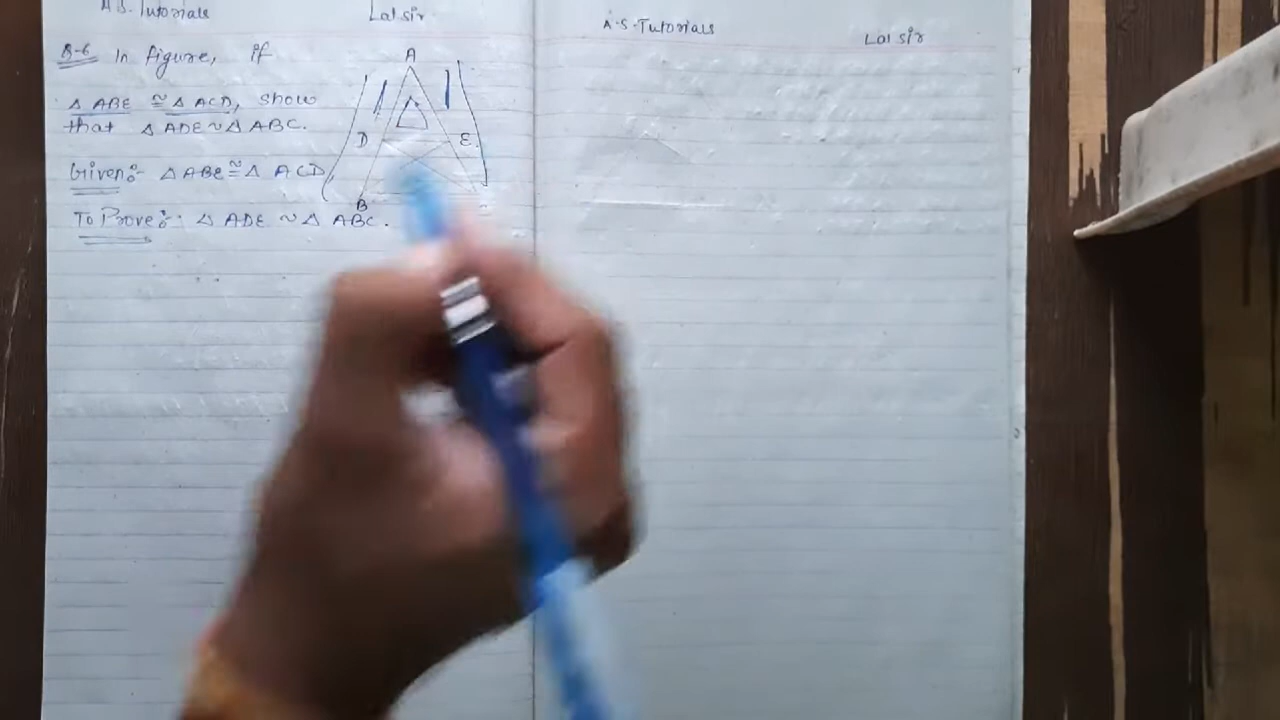 A.S. Tutorials Lal sir.
Q-6 In figure, if
△ ABE ≅ △ ACD, show
that △ ADE ~ △ ABC.
Given:- △ ABE ≅ △ ACD
To Prove:- △ ADE ~ △ ABC.
A
D E
B
A.S-Tutorials Lal sir